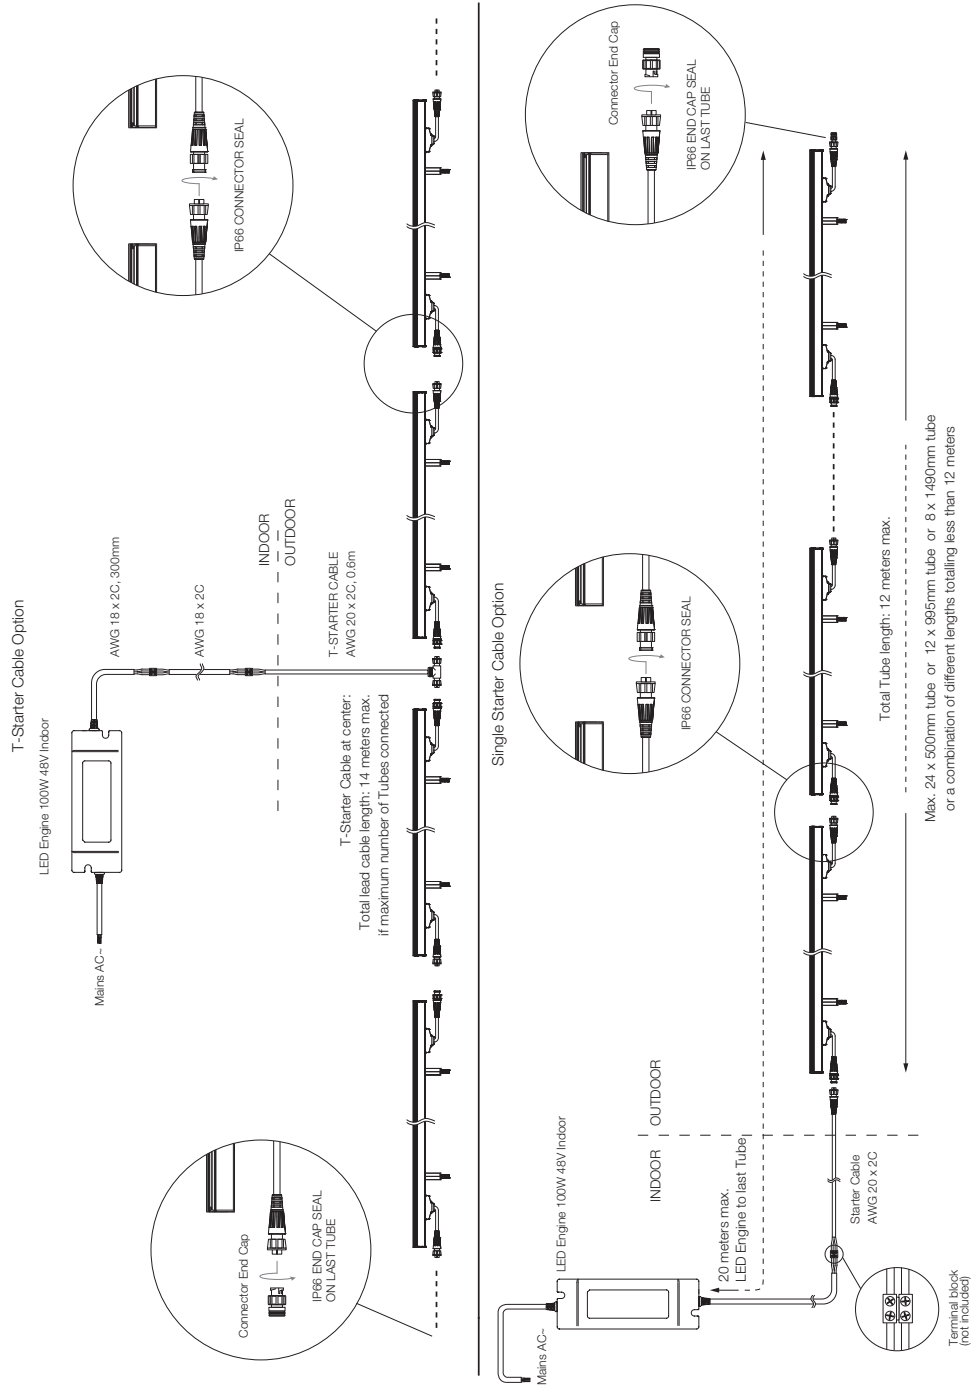 T-Starter Cable Option
LED Engine 100W 48V Indoor
Mains AC~
AWG 18 x 2C, 300mm
AWG 18 x 2C
INDOOR
OUTDOOR
T-STARTER CABLE
AWG 20 x 2C, 0.6m
T-Starter Cable at center:
Total lead cable length: 14 meters max.
if maximum number of Tubes connected
IP66 CONNECTOR SEAL
Connector End Cap
IP66 END CAP SEAL
ON LAST TUBE
Single Starter Cable Option
LED Engine 100W 48V Indoor
Mains AC~
INDOOR
OUTDOOR
20 meters max.
LED Engine to last Tube
Starter Cable
AWG 20 x 2C
Terminal block
(not included)
IP66 CONNECTOR SEAL
Connector End Cap
IP66 END CAP SEAL
ON LAST TUBE
Total Tube length: 12 meters max.
Max. 24 x 500mm tube or 12 x 995mm tube or 8 x 1490mm tube
or a combination of different lengths totalling less than 12 meters